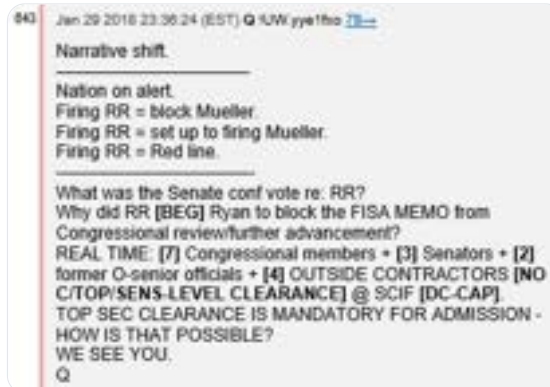 643
Jan 29 2018 23:36:24 (EST) Q !UW.yye1fxo
Narrative shift.
Nation on alert.
Firing RR = block Mueller.
Firing RR = set up to firing Mueller.
Firing RR = Red line.
What was the Senate conf vote re: RR?
Why did RR [BEG] Ryan to block the FISA MEMO from
Congressional review/further advancement?
REAL TIME: [7] Congressional members + [3] Senators + [2]
former O-senior officials + [4] OUTSIDE CONTRACTORS [NO
C/TOP/SENS-LEVEL CLEARANCE] @ SCIF [DC-CAP].
TOP SEC CLEARANCE IS MANDATORY FOR ADMISSION -
HOW IS THAT POSSIBLE?
WE SEE YOU.
Q